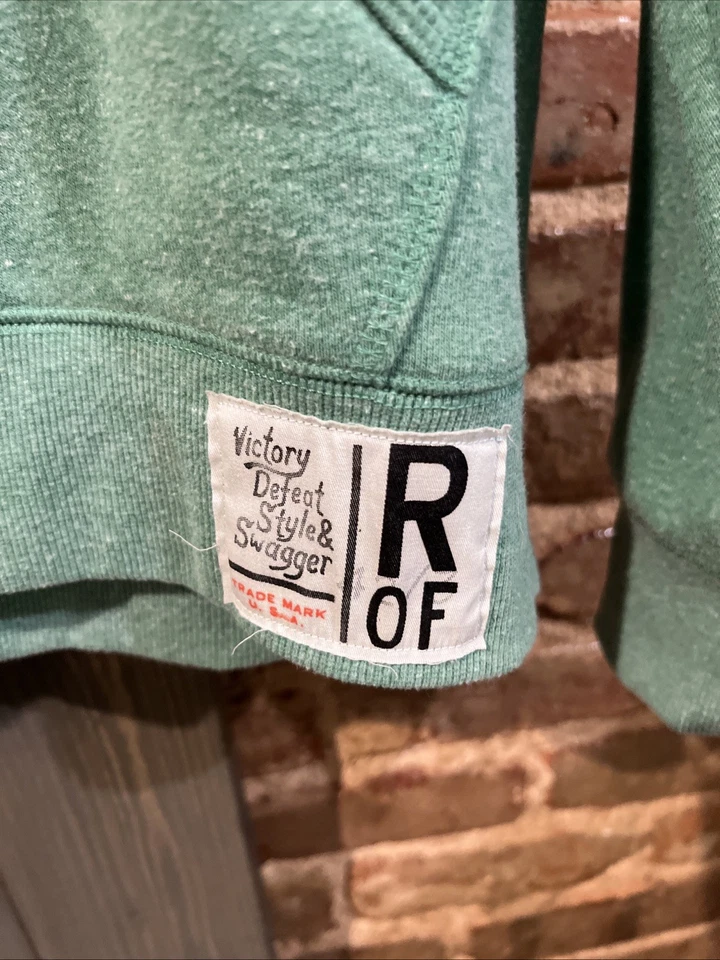 Victory
Defeat
Style&
Swagger
TRADE MARK
U.S.A.
R
OF